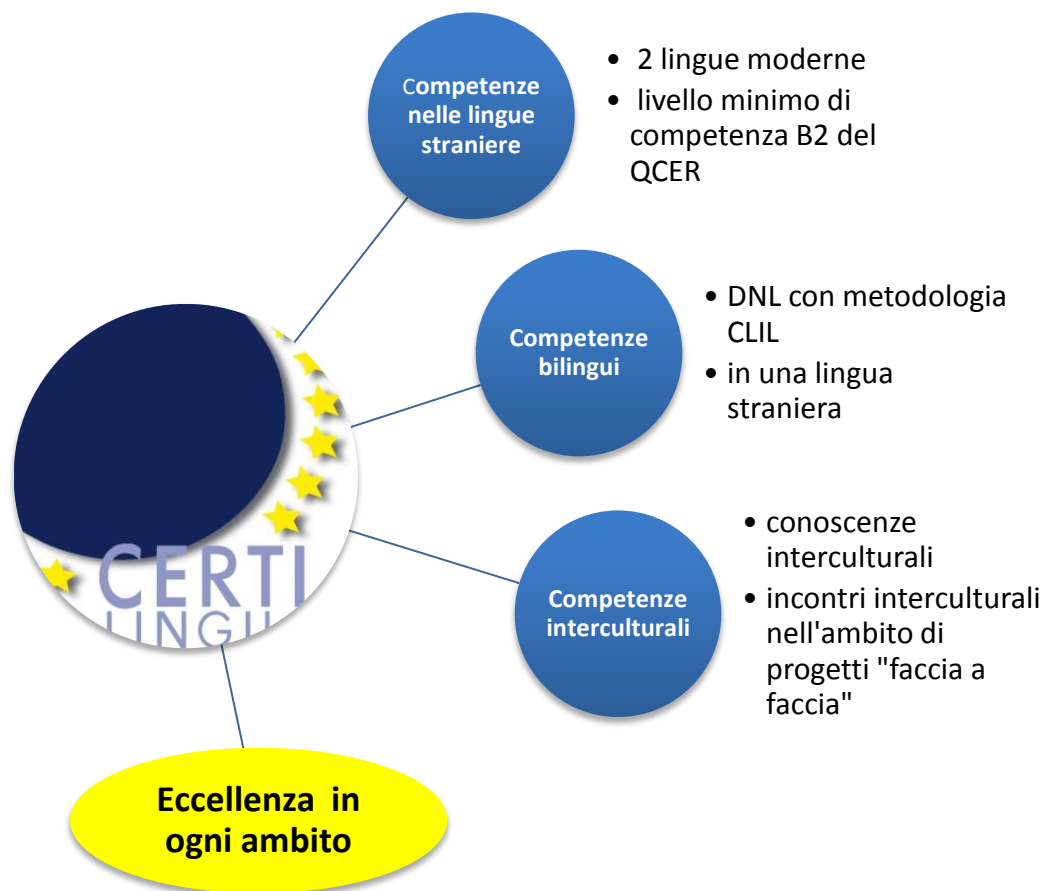 Competenze
nelle lingue
straniere
• 2 lingue moderne
• livello minimo di
competenza B2 del
QCER
Competenze
bilingui
• DNL con metodologia
CLIL
• in una lingua
straniera
Competenze
interculturali
• conoscenze
interculturali
• incontri interculturali
nell'ambito di
progetti "faccia a
faccia"
CERTI
LINGU
Eccellenza in
ogni ambito